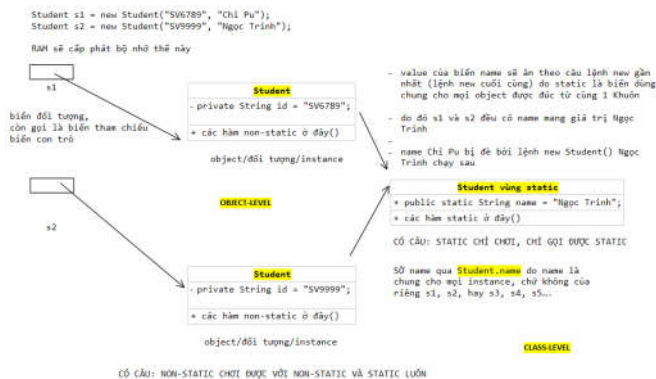 Student s1 = new Student("SV6789", "Chi Pu");
Student s2 = new Student("SV9999", "Ngọc Trinh");
RAM sẽ cấp phát bộ nhớ thế này
s1
biến đối tượng,
còn gọi là biến tham chiếu
biến con trỏ
Student
- private String id = "SV6789";
+ các hàm non-static ở đây()
object/đối tượng/instance
- value của biến name sẽ ăn theo câu lệnh new gần
nhất (lệnh new cuối cùng) do static là biến dùng
chung cho mọi object được đúc từ cùng 1 Khuôn
- do đó s1 và s2 đều có name mang giá trị Ngọc
Trinh
-
- name Chi Pu bị đè bởi lệnh new Student() Ngọc
Trinh chạy sau
s2
OBJECT-LEVEL
Student vùng static
+ public static String name = "Ngọc Trinh";
+ các hàm static ở đây()
CÓ CÂU: STATIC CHỈ CHƠI, CHỈ GỌI ĐƯỢC STATIC
SỜ name qua Student.name do name là
chung cho mọi instance, chứ không của
riêng s1, s2, hay s3, s4, s5...
Student
- private String id = "SV9999";
+ các hàm non-static ở đây()
object/đối tượng/instance
CLASS-LEVEL
CÓ CÂU: NON-STATIC CHƠI ĐƯỢC VỚI NON-STATIC VÀ STATIC LUÔN